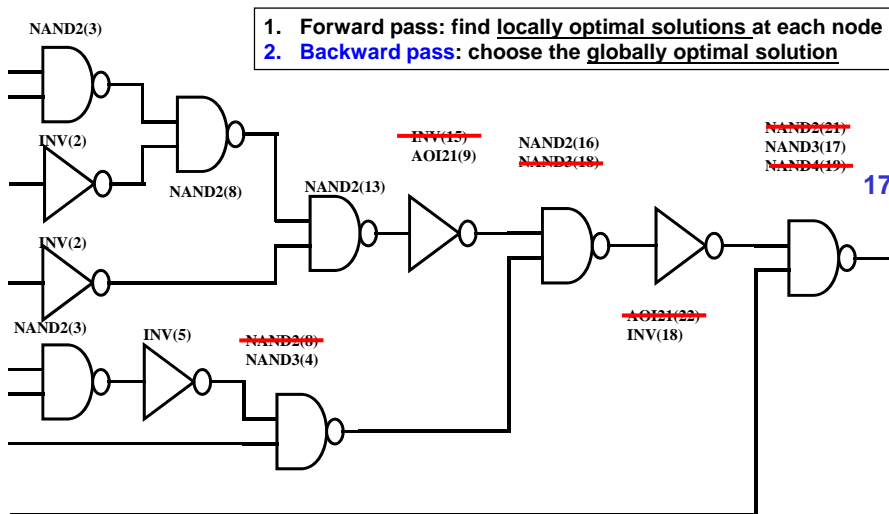 1. Forward pass: find locally optimal solutions at each node
2. Backward pass: choose the globally optimal solution
NAND2(3)
INV(2)
NAND2(8)
INV(2)
NAND2(13)
INV(15)
AOI21(9)
NAND2(16)
NAND3(18)
NAND2(21)
NAND3(17)
NAND4(19)
17
AOI21(22)
INV(18)
NAND2(3)
INV(5)
NAND2(8)
NAND3(4)